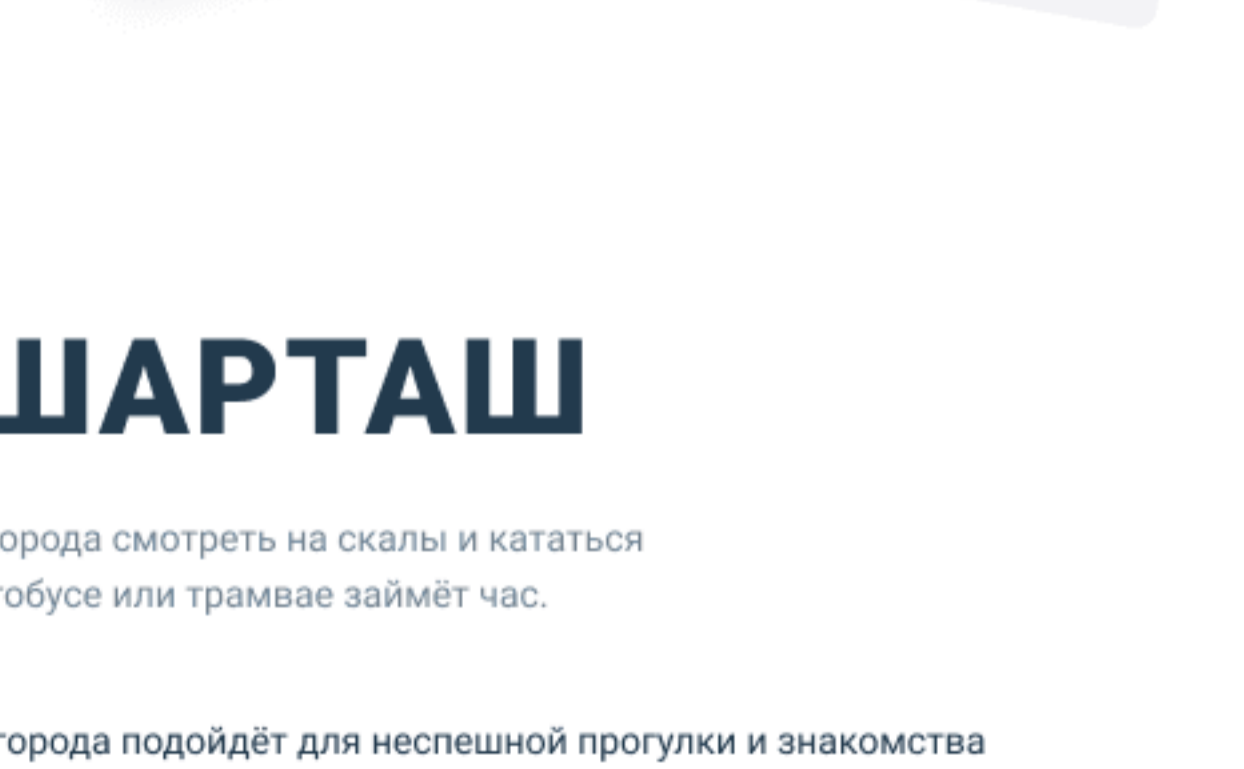 ШАРТАШ
орода смотреть на скалы и кататься
тобусе или трамвае займёт час.
города подойдёт для неспешной прогулки и знакомства